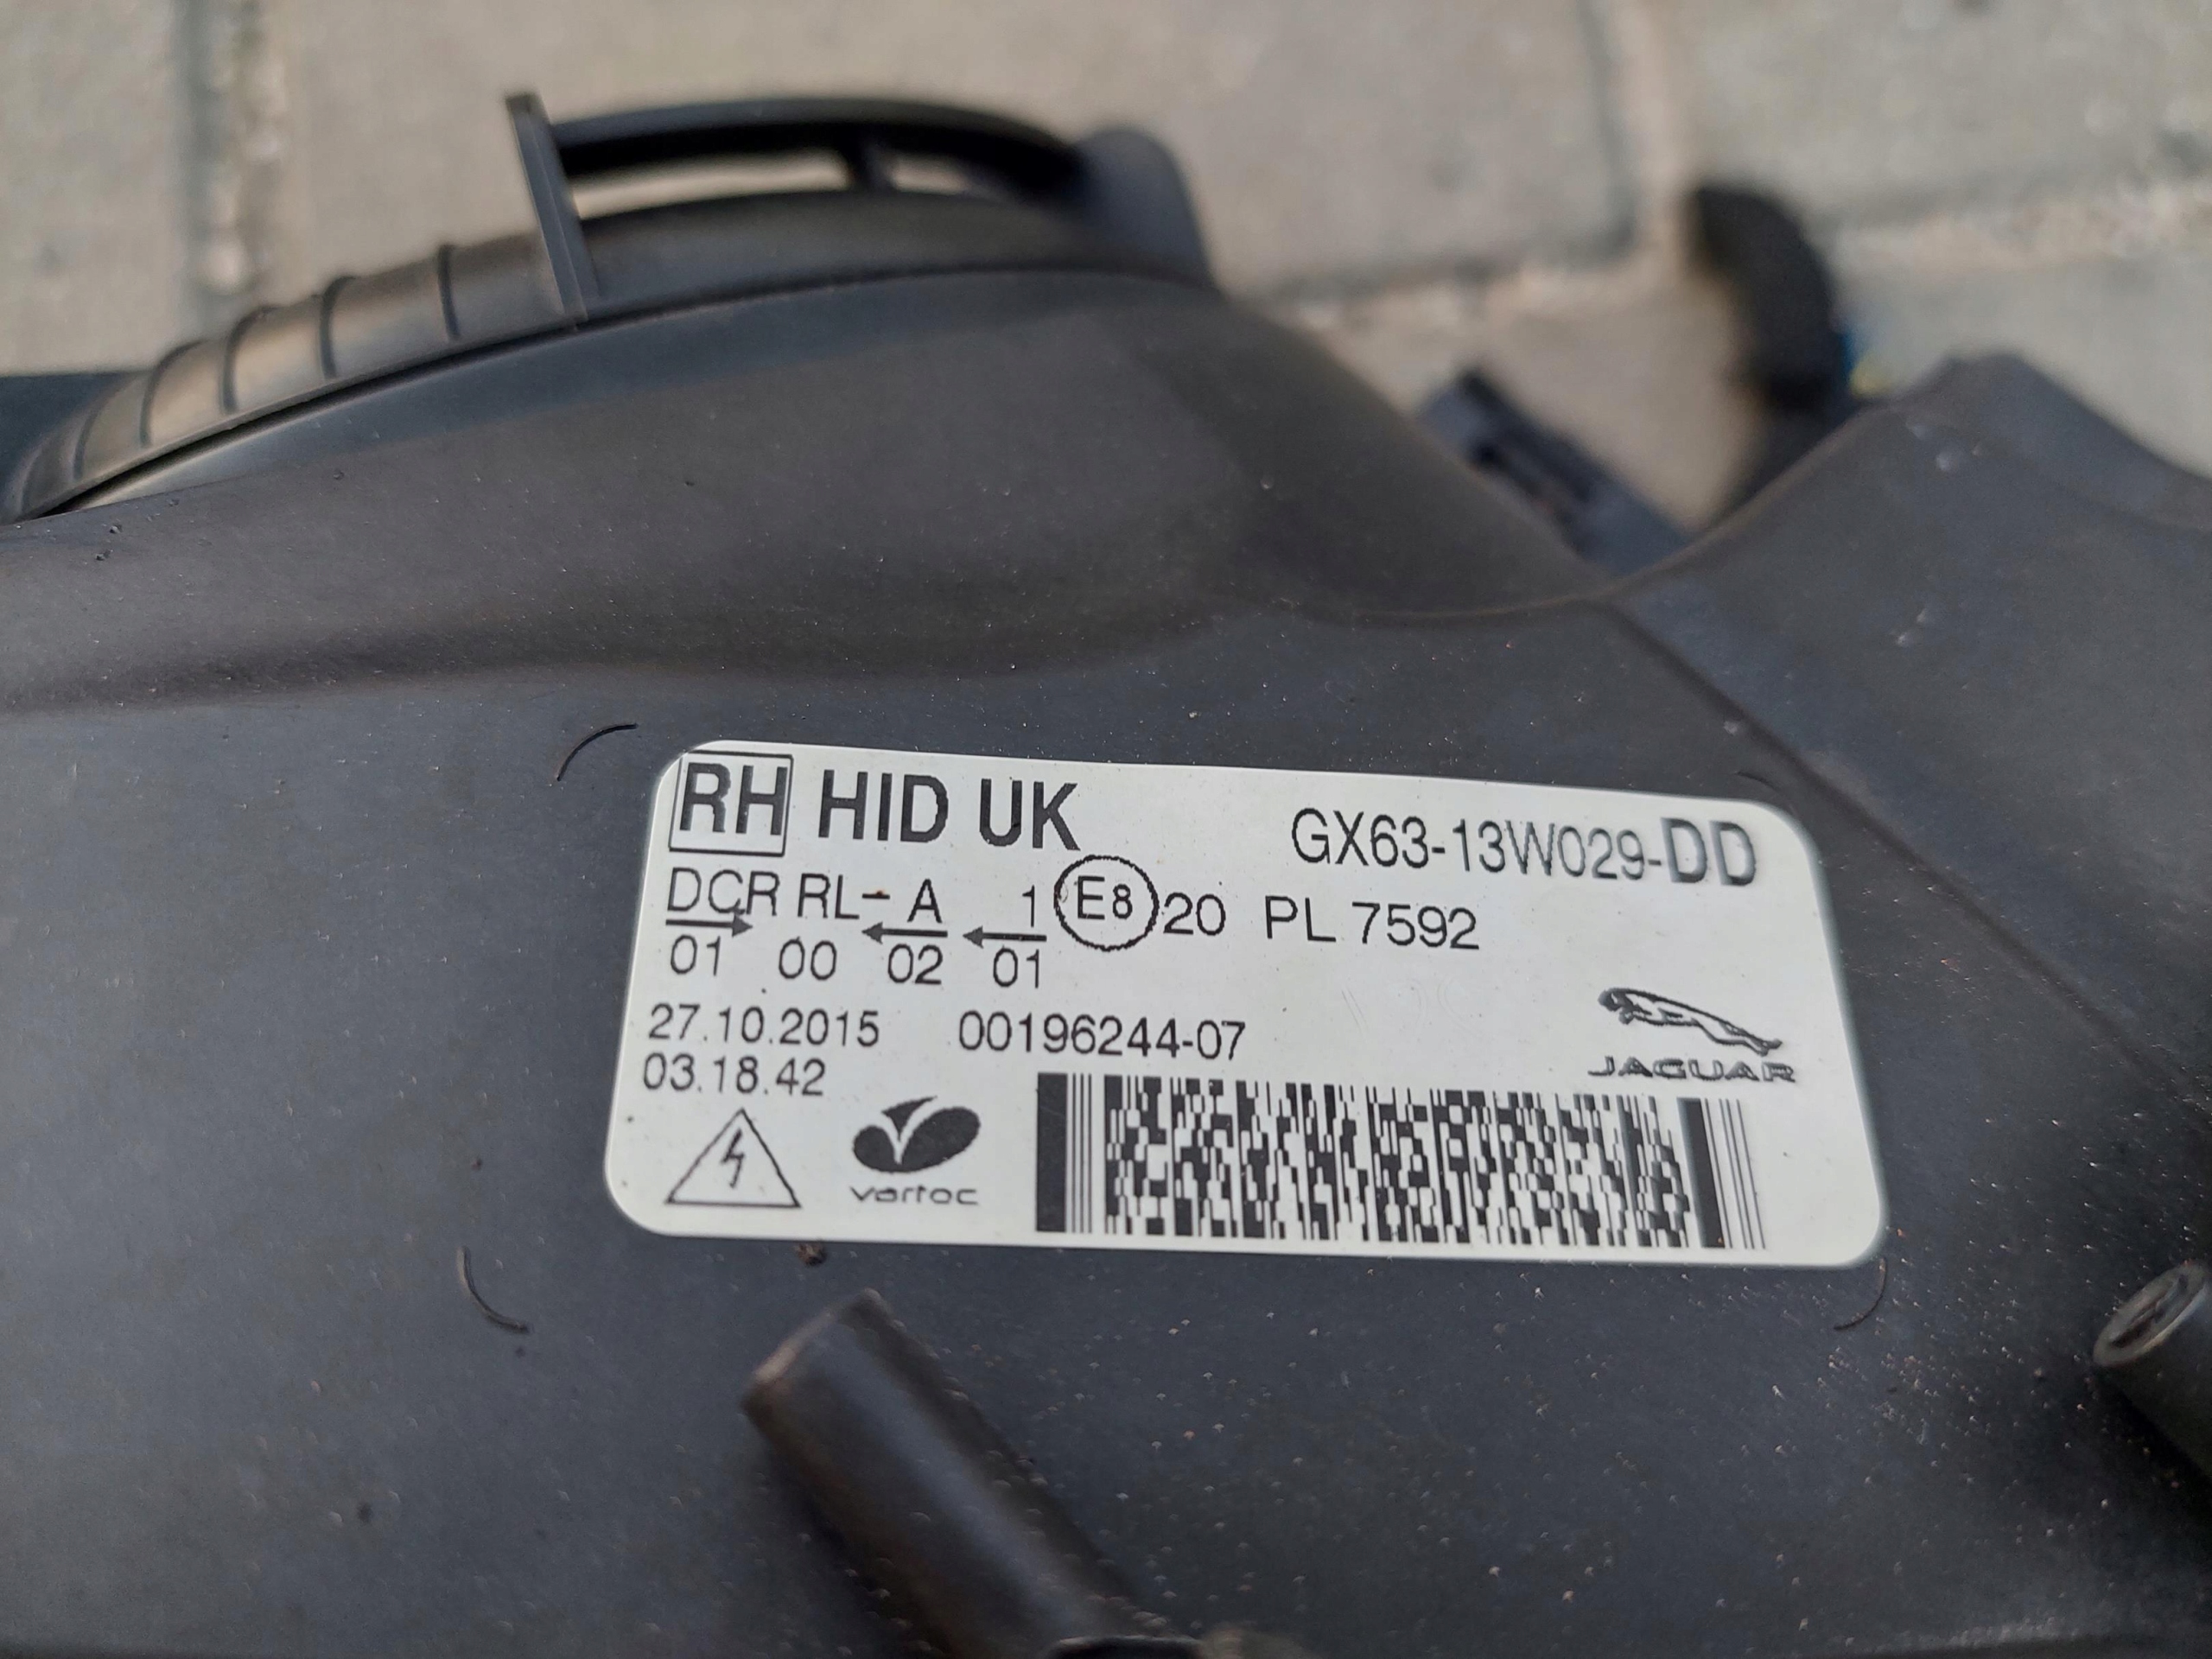 RH HID UK GX63-13W029-DD
DCR RL- A 1 E8 20 PL 7592
01 00 02 01
27.10.2015 00196244-07
03.18.42
JAGUAR
varroc